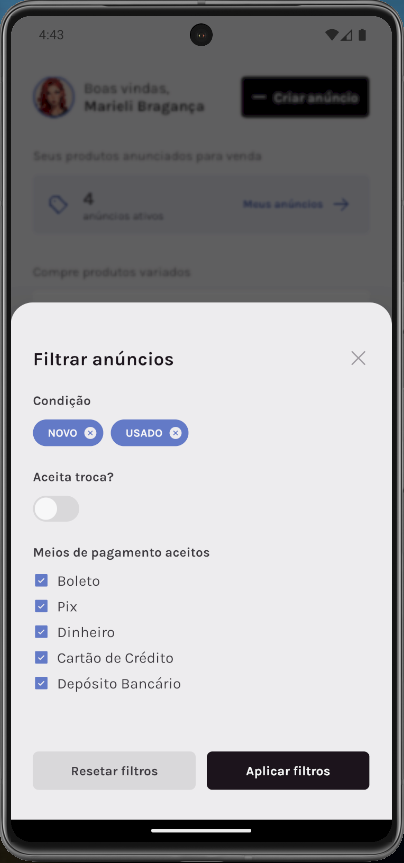 4:43
Boas vindas,
Marieli Bragança
Criar anúncio
Seus produtos anunciados para venda
4
anúncios ativos
Meus anúncios
Compre produtos variados
Filtrar anúncios
Condição
NOVO
USADO
Aceita troca?
Meios de pagamento aceitos
Boleto
Pix
Dinheiro
Cartão de Crédito
Depósito Bancário
Resetar filtros
Aplicar filtros